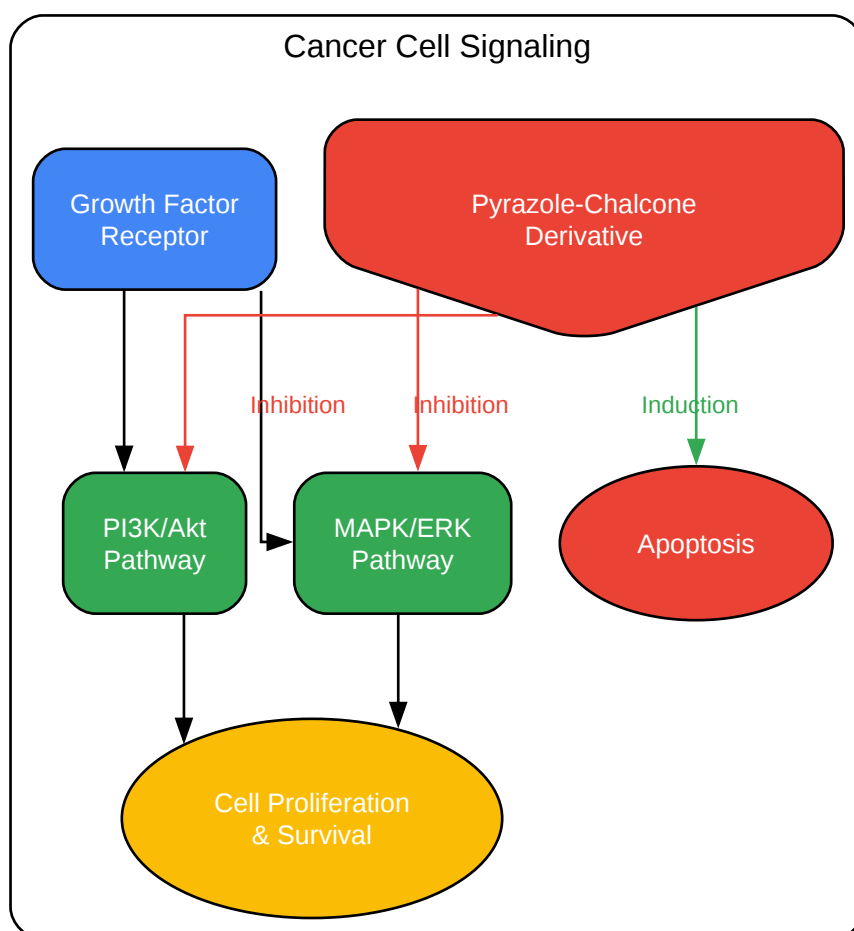 Cancer Cell Signaling
Growth Factor
Receptor
Pyrazole-Chalcone
Derivative
Inhibition
Inhibition
Induction
PI3K/Akt
Pathway
MAPK/ERK
Pathway
Apoptosis
Cell Proliferation
& Survival